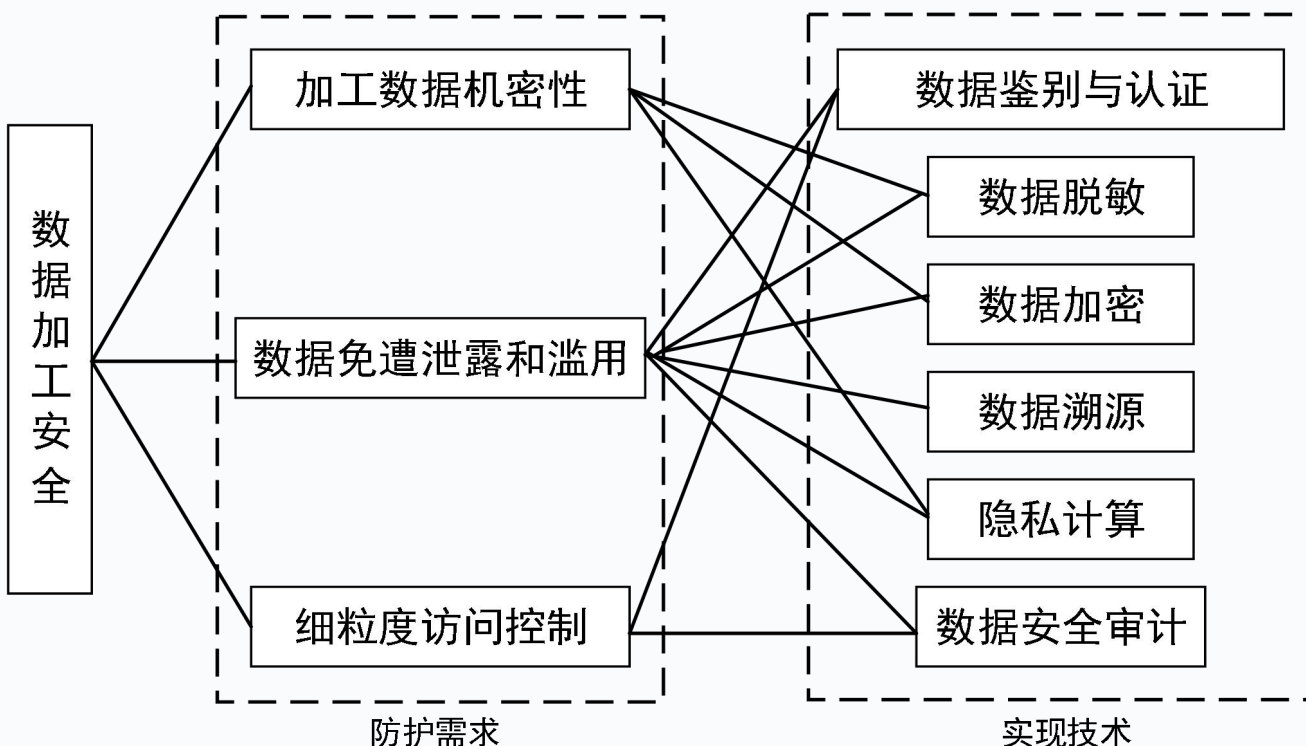 数据加工安全
加工数据机密性
数据免遭泄露和滥用
细粒度访问控制
防护需求
数据鉴别与认证
数据脱敏
数据加密
数据溯源
隐私计算
数据安全审计
实现技术